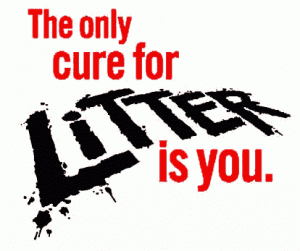 The only
cure for
LiTTER
is you.